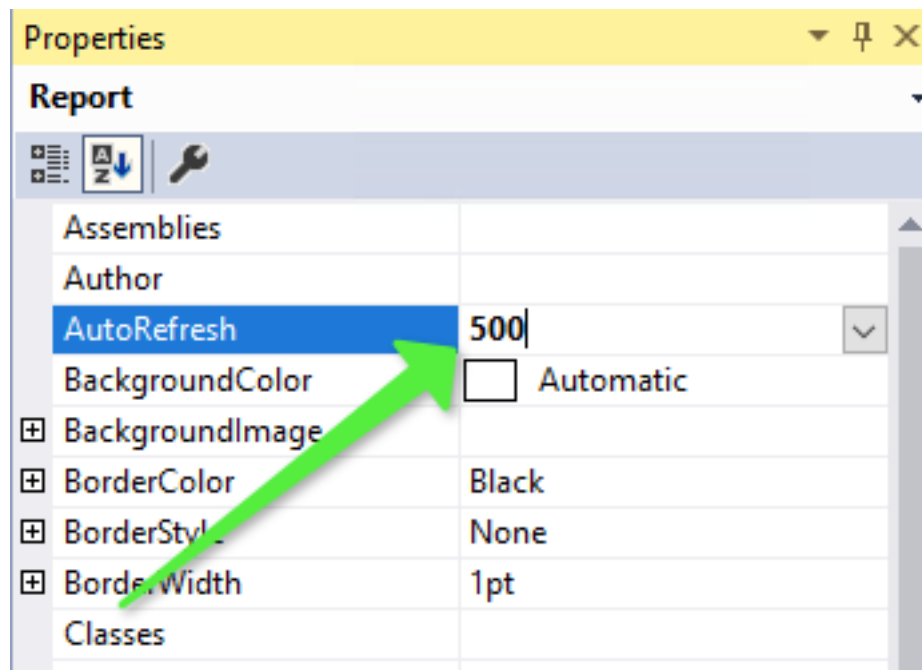 Properties
Report
Assemblies
Author
AutoRefresh 500
BackgroundColor Automatic
BackgroundImage
BorderColor Black
BorderStyle None
BorderWidth 1pt
Classes